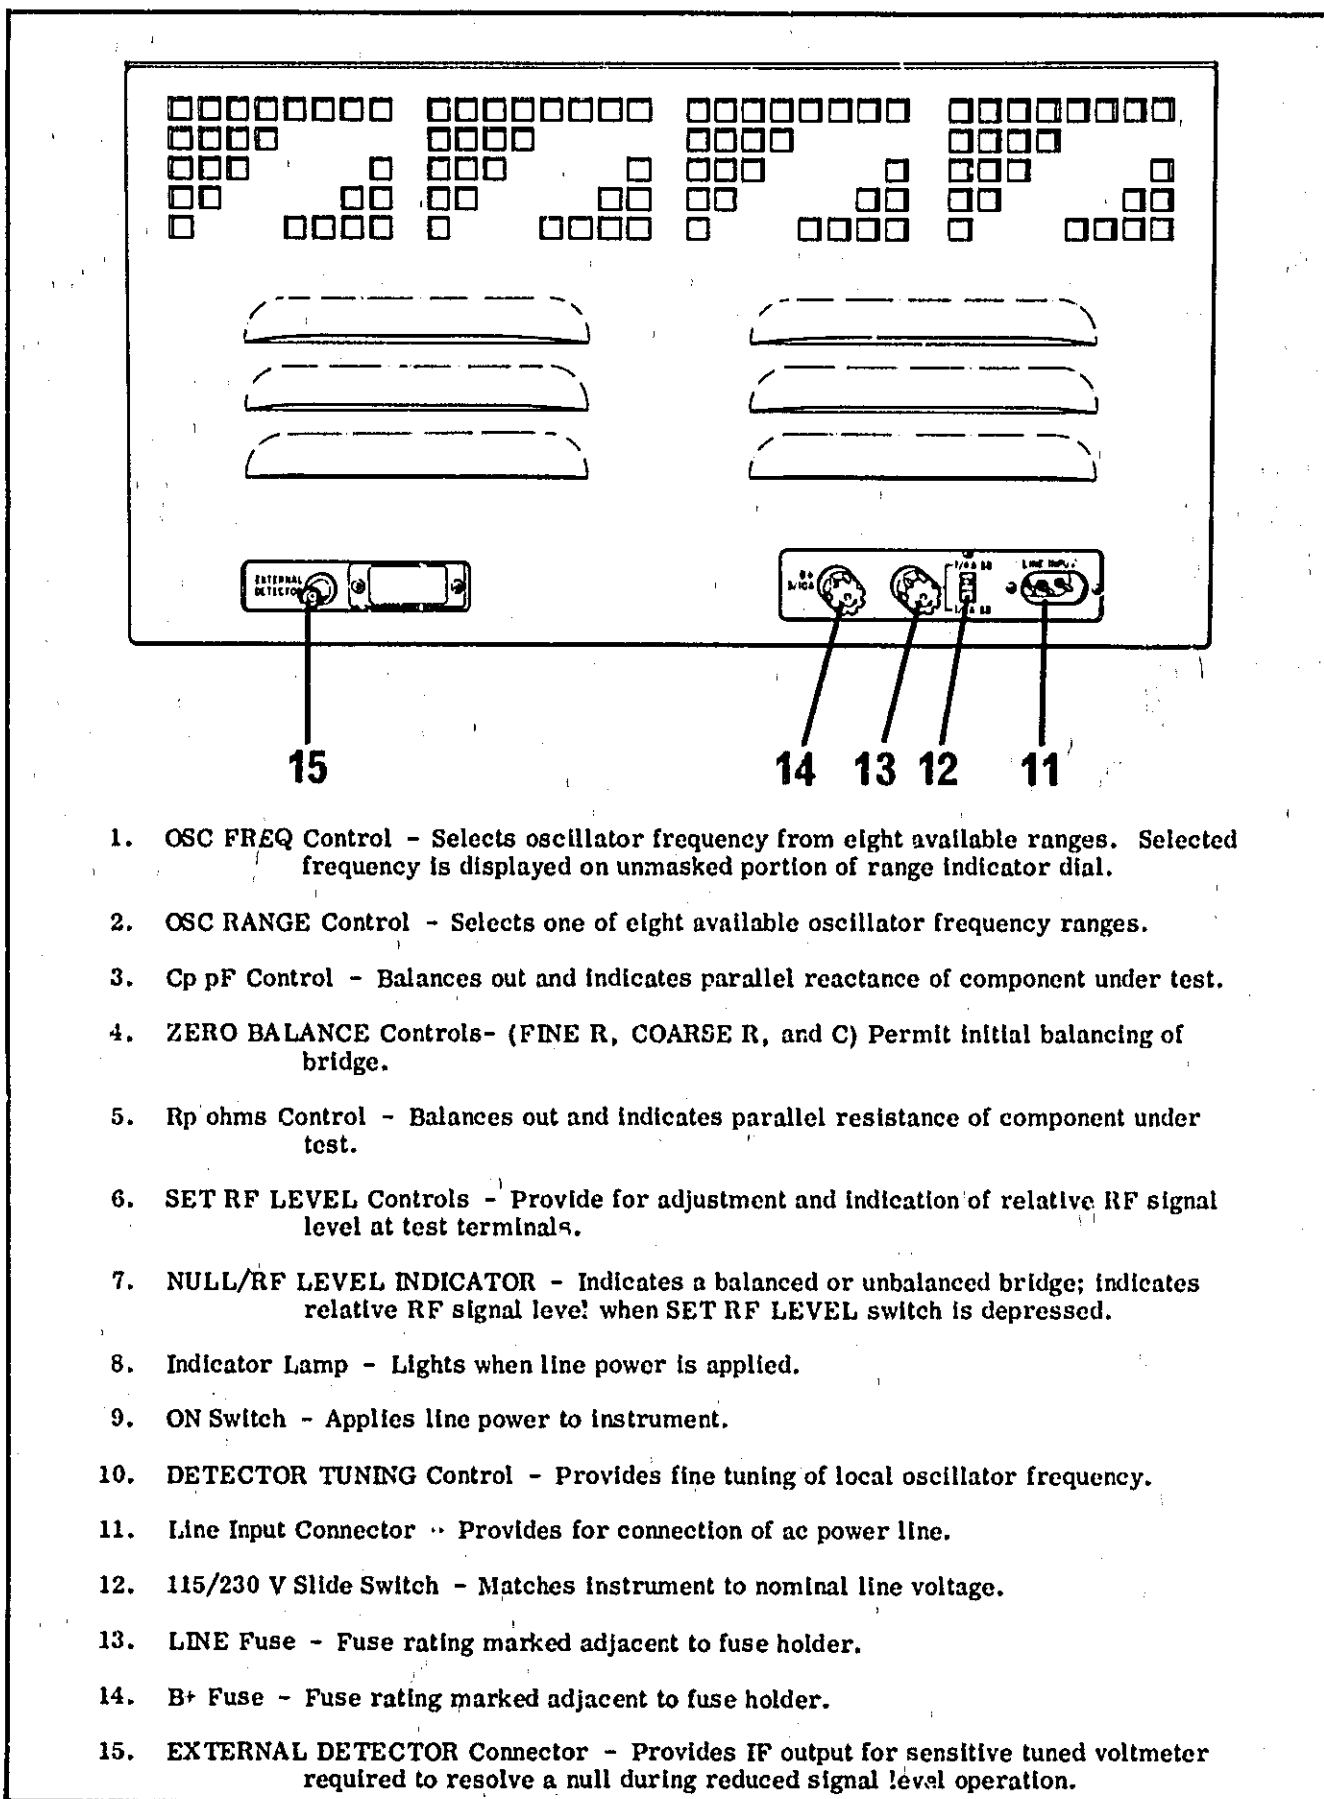 EXTERNAL
DETECTOR
B+
3/10A
LINE INPUT
15
14 13 12 11
1. OSC FREQ Control - Selects oscillator frequency from eight available ranges. Selected
frequency is displayed on unmasked portion of range indicator dial.
2. OSC RANGE Control - Selects one of eight available oscillator frequency ranges.
3. Cp pF Control - Balances out and indicates parallel reactance of component under test.
4. ZERO BALANCE Controls- (FINE R, COARSE R, and C) Permit initial balancing of
bridge.
5. Rp ohms Control - Balances out and indicates parallel resistance of component under
test.
6. SET RF LEVEL Controls - Provide for adjustment and indication of relative RF signal
level at test terminals.
7. NULL/RF LEVEL INDICATOR - Indicates a balanced or unbalanced bridge; indicates
relative RF signal level when SET RF LEVEL switch is depressed.
8. Indicator Lamp - Lights when line power is applied.
9. ON Switch - Applies line power to instrument.
10. DETECTOR TUNING Control - Provides fine tuning of local oscillator frequency.
11. Line Input Connector - Provides for connection of ac power line.
12. 115/230 V Slide Switch - Matches instrument to nominal line voltage.
13. LINE Fuse - Fuse rating marked adjacent to fuse holder.
14. B+ Fuse - Fuse rating marked adjacent to fuse holder.
15. EXTERNAL DETECTOR Connector - Provides IF output for sensitive tuned voltmeter
required to resolve a null during reduced signal level operation.